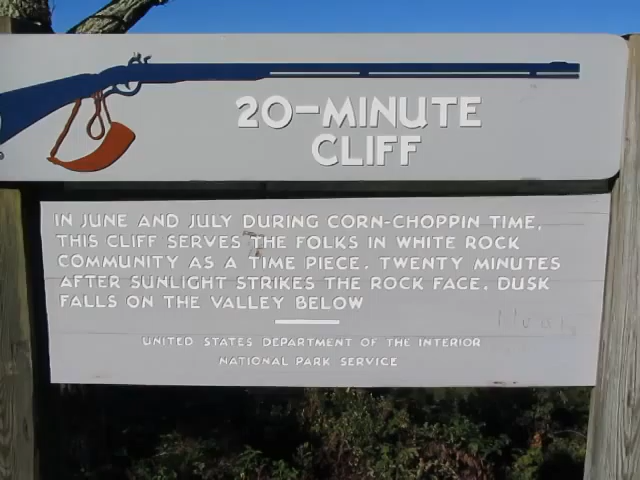 20-MINUTE
CLIFF
IN JUNE AND JULY DURING CORN-CHOPPIN TIME,
THIS CLIFF SERVES THE FOLKS IN WHITE ROCK
COMMUNITY AS A TIME PIECE. TWENTY MINUTES
AFTER SUNLIGHT STRIKES THE ROCK FACE, DUSK
FALLS ON THE VALLEY BELOW
UNITED STATES DEPARTMENT OF THE INTERIOR
NATIONAL PARK SERVICE